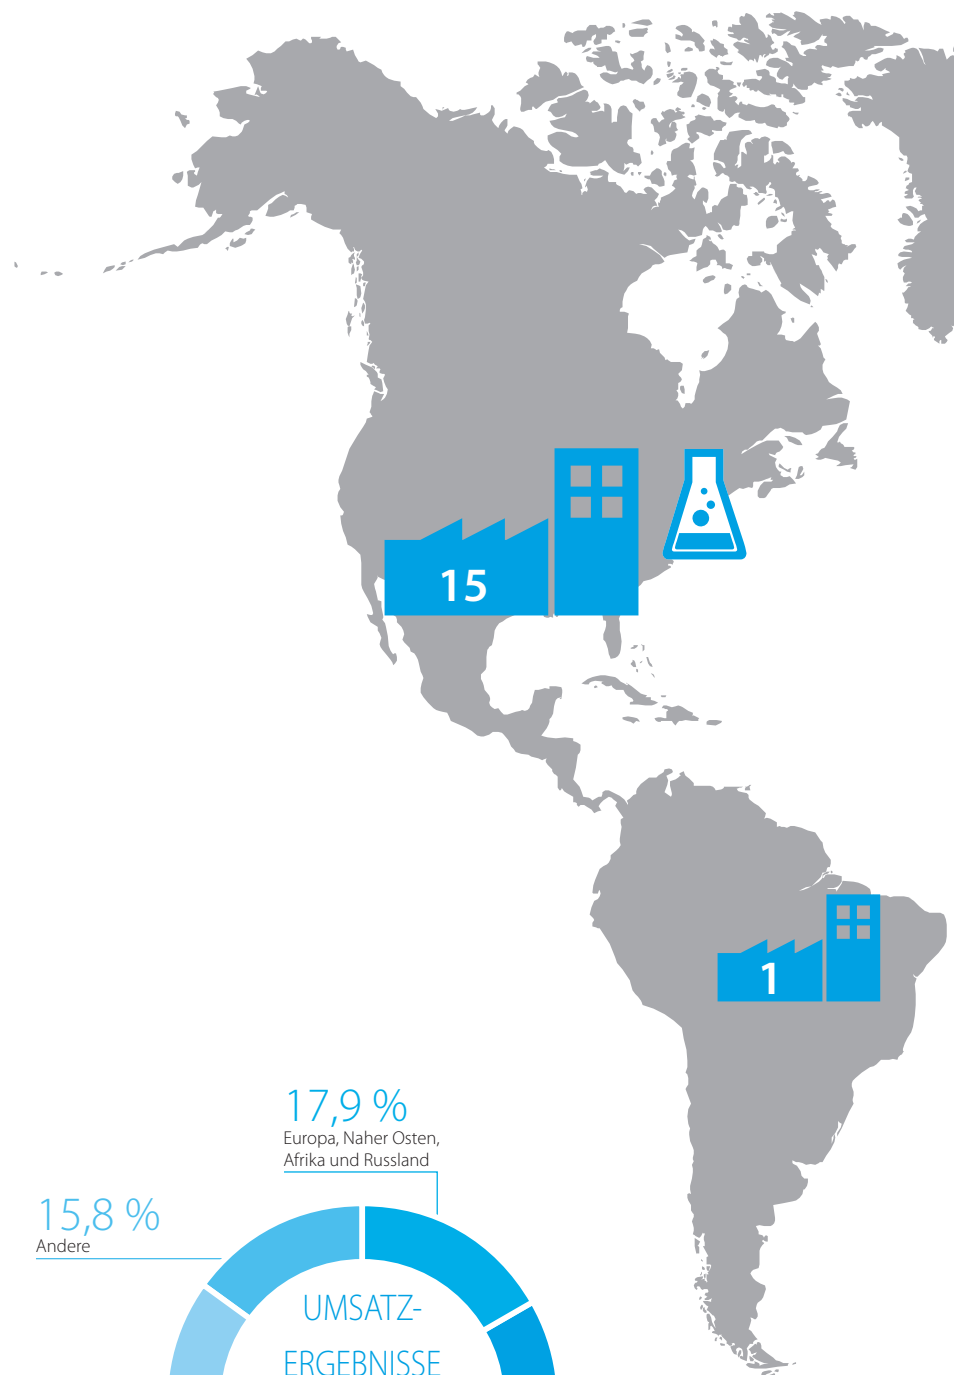 15
1
17,9 %
Europa, Naher Osten,
Afrika und Russland
15,8 %
Andere
UMSATZ-
ERGEBNISSE